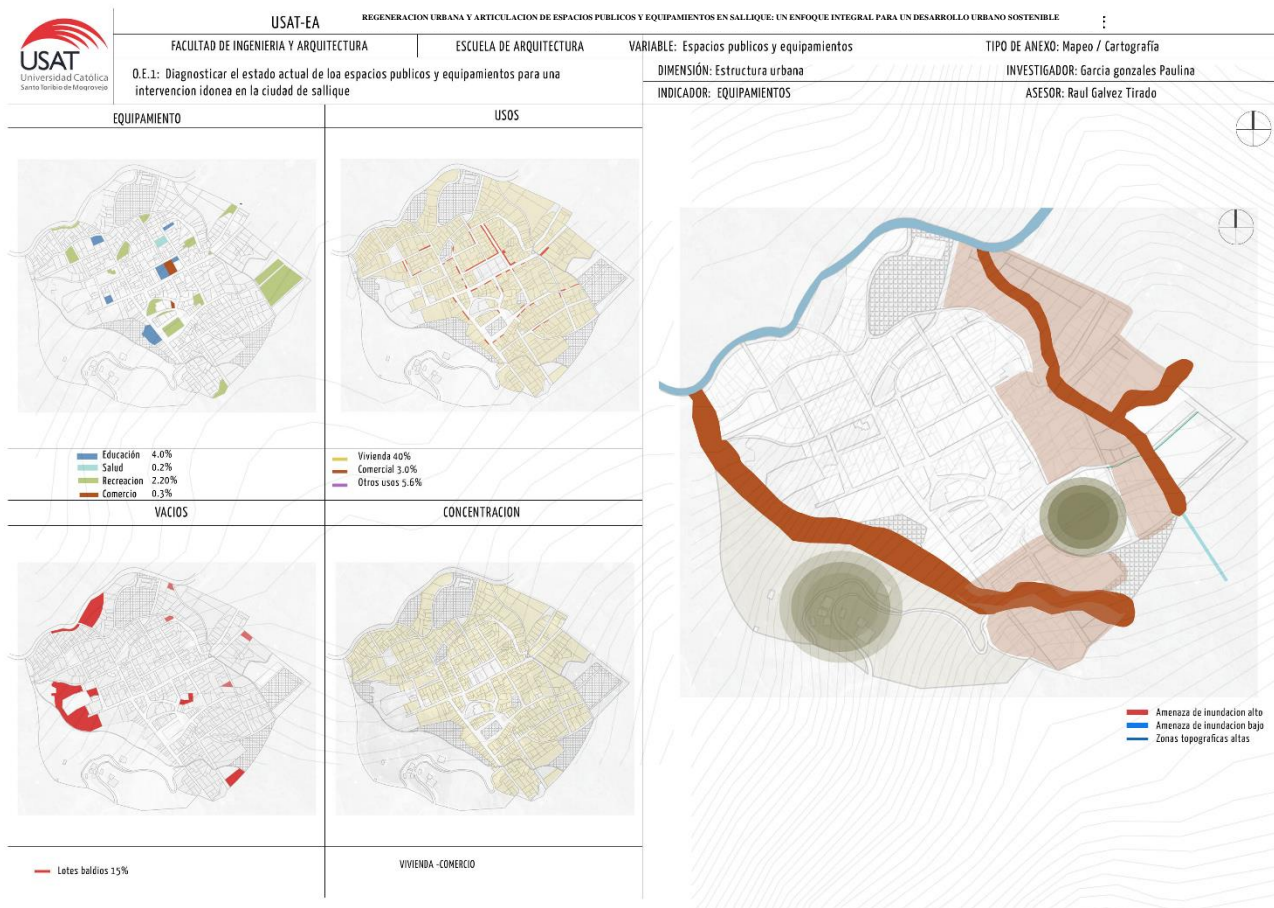 USAT
Universidad Católica
Santo Toribio de Mogrovejo
USAT-EA
REGENERACION URBANA Y ARTICULACION DE ESPACIOS PUBLICOS Y EQUIPAMIENTOS EN SALLIQUE: UN ENFOQUE INTEGRAL PARA UN DESARROLLO URBANO SOSTENIBLE
FACULTAD DE INGENIERIA Y ARQUITECTURA
ESCUELA DE ARQUITECTURA
VARIABLE: Espacios publicos y equipamientos
TIPO DE ANEXO: Mapeo / Cartografía
O.E.1: Diagnosticar el estado actual de loa espacios publicos y equipamientos para una
intervencion idonea en la ciudad de sallique
DIMENSIÓN: Estructura urbana
INVESTIGADOR: Garcia gonzales Paulina
INDICADOR: EQUIPAMIENTOS
ASESOR: Raul Galvez Tirado
EQUIPAMIENTO
USOS
Educación 4.0%
Salud 0.2%
Recreacion 2.20%
Comercio 0.3%
Vivienda 40%
Comercial 3.0%
Otros usos 5.6%
VACIOS
CONCENTRACION
Lotes baldios 15%
VIVIENDA -COMERCIO
Amenaza de inundacion alto
Amenaza de inundacion bajo
Zonas topograficas altas